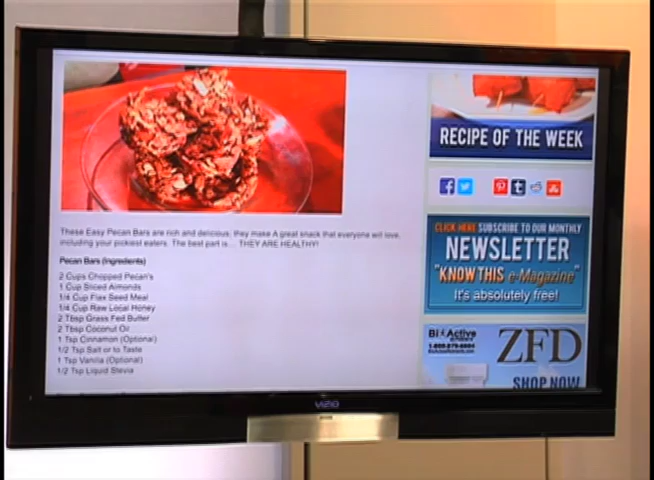 These Easy Pecan Bars are rich and delicious; they make A great snack that everyone will love,
including your pickiest eaters. The best part is... THEY ARE HEALTHY!
Pecan Bars (Ingredients)
2 Cups Chopped Pecan's
1 Cup Sliced Almonds
1/4 Cup Flax Seed Meal
1/4 Cup Raw Local Honey
2 Tbsp Grass Fed Butter
2 Tbsp Coconut Oil
1 Tsp Cinnamon (Optional)
1/2 Tsp Salt or to Taste
1 Tsp Vanilla (Optional)
1/2 Tsp Liquid Stevia
RECIPE OF THE WEEK
CLICK HERE SUBSCRIBE TO OUR MONTHLY
NEWSLETTER
"KNOW THIS e-Magazine"
It's absolutely free!
ZFD
SHOP NOW
VIZIO